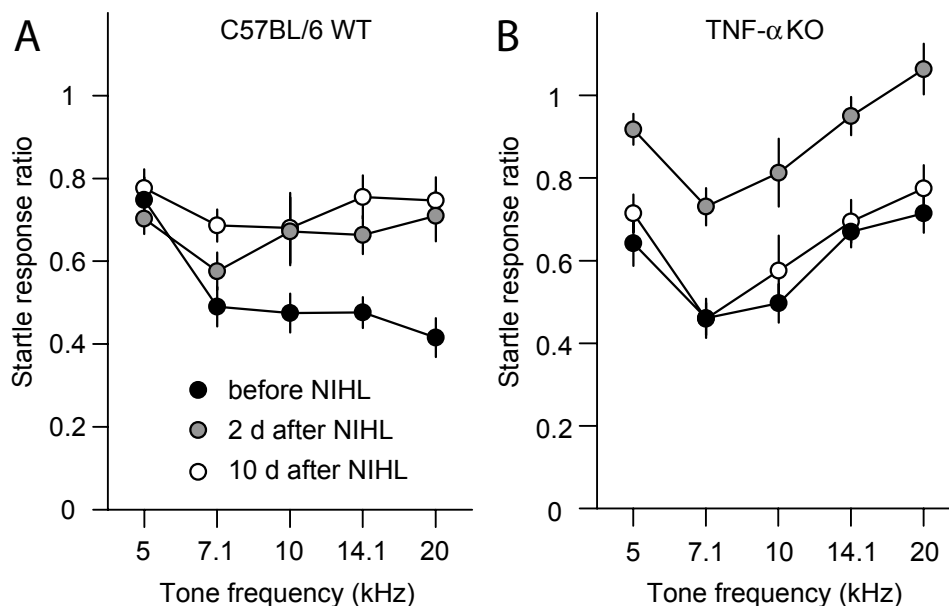 A
C57BL/6 WT
Startle response ratio
1
0.8
0.6
0.4
0.2
0
before NIHL
2 d after NIHL
10 d after NIHL
5 7.1 10 14.1 20
Tone frequency (kHz)
B
TNF-αKO
Startle response ratio
1
0.8
0.6
0.4
0.2
0
5 7.1 10 14.1 20
Tone frequency (kHz)